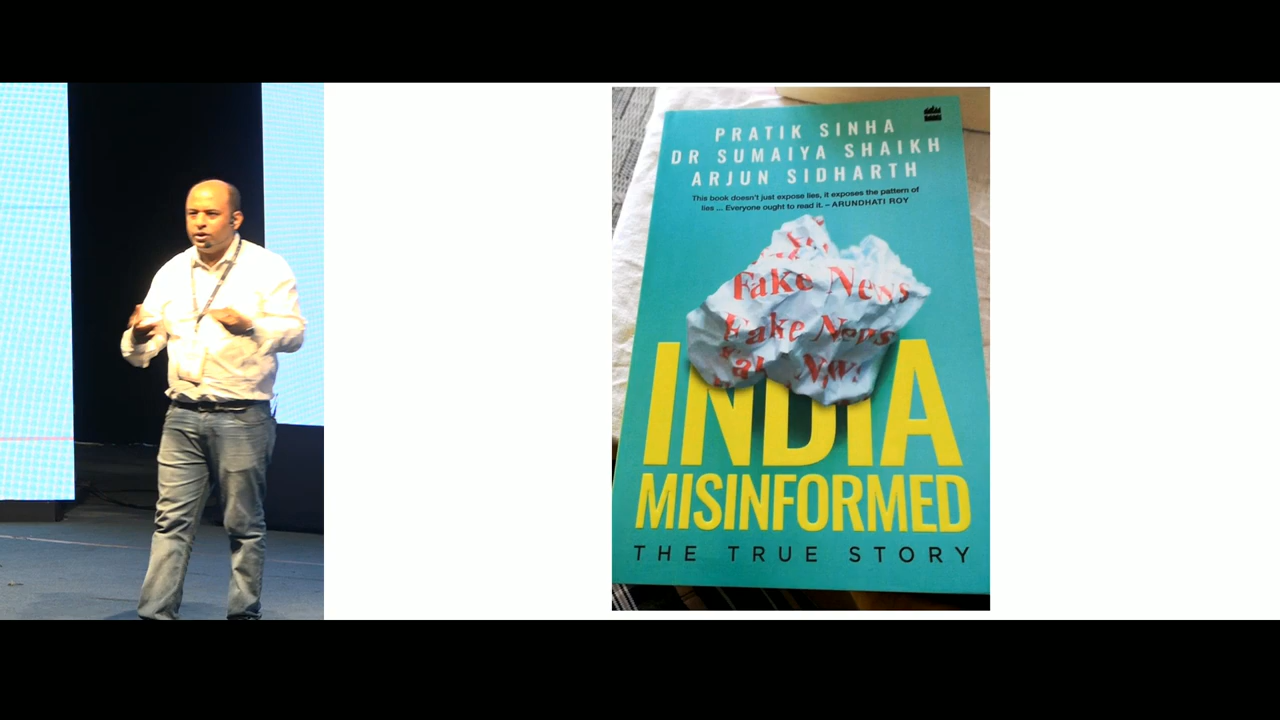 PRATIK SINHA
DR SUMAIYA SHAIKH
ARJUN SIDHARTH
This book doesn't just expose lies, it exposes the pattern of
lies ... Everyone ought to read it. – ARUNDHATI ROY
Fake News
Fake News
INDIA
MISINFORMED
THE TRUE STORY